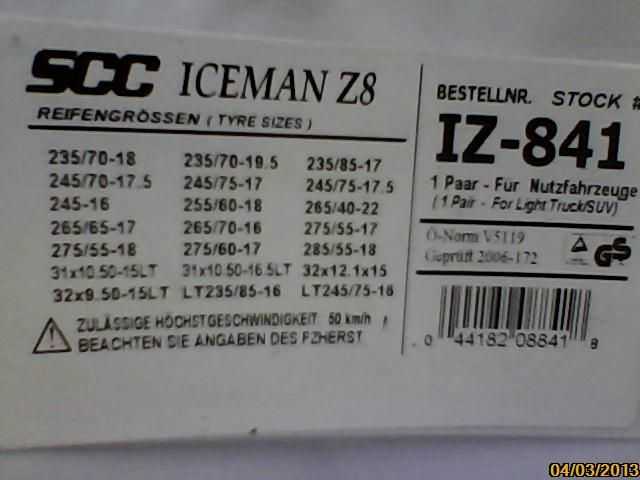 SCC ICEMAN Z8
REIFENGRÖSSEN ( TYRE SIZES )
235/70-18 235/70-19.5 235/85-17
245/70-17.5 245/75-17 245/75-17.5
245-16 255/60-18 265/40-22
265/65-17 265/70-16 275/55-17
275/55-18 275/60-17 285/55-18
31x10.50-15LT 31x10.50-16.5LT 32x12.1x15
32x9.50-15LT LT235/85-16 LT245/75-16
ZULÄSSIGE HÖCHSTGESCHWINDIGKEIT 50 km/h
BEACHTEN SIE ANGABEN DES FZHERST
BESTELLNR. STOCK #
IZ-841
1 Paar - Für Nutzfahrzeuge
( 1 Pair - For Light Truck/SUV)
Ö-Norm V5119
Geprüft 2006-172
GS
0 44182 08841 8
04/03/2013